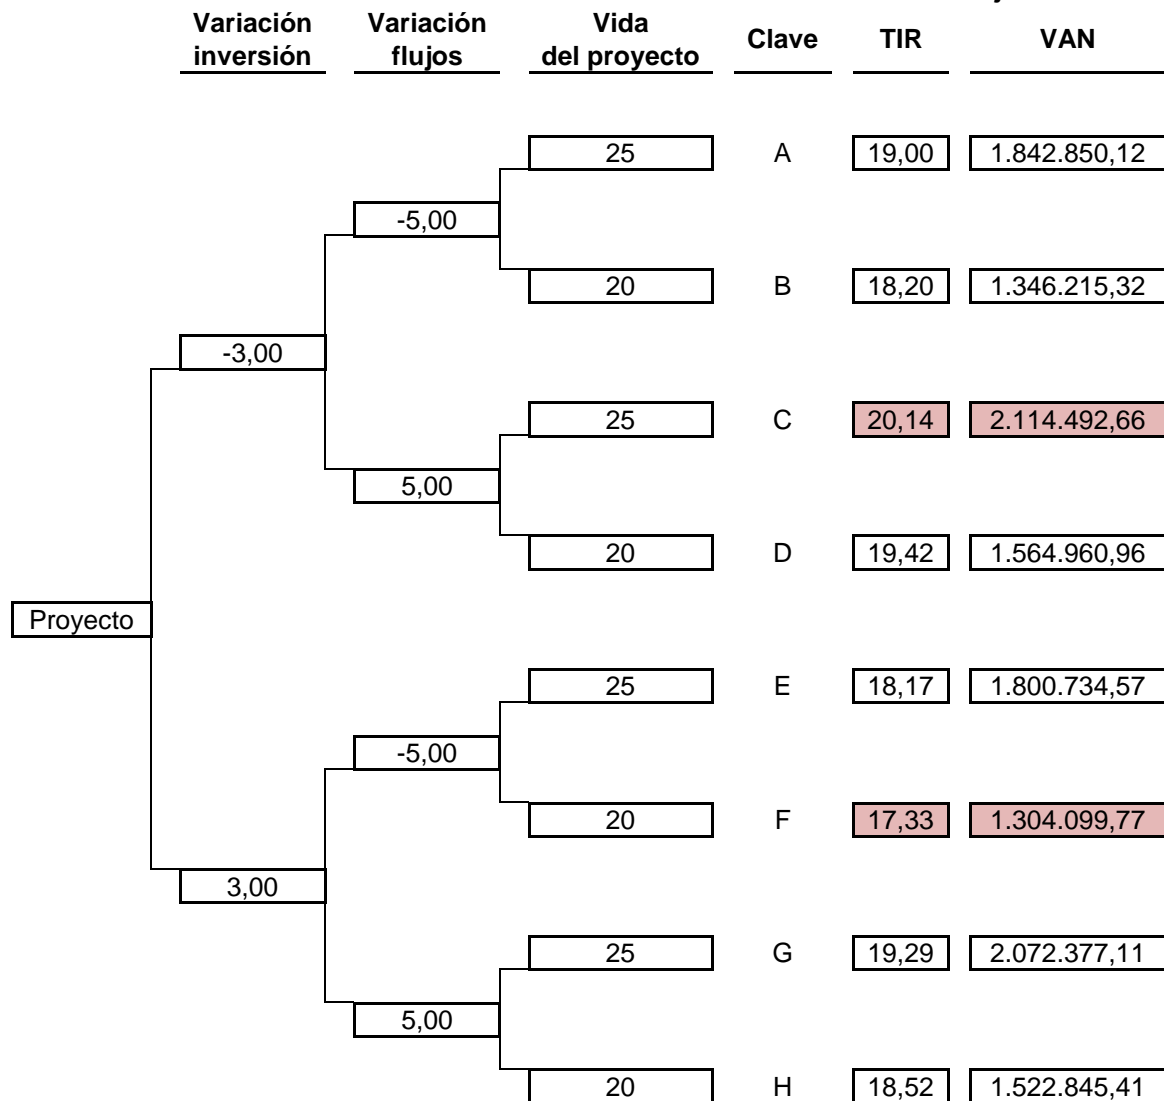 Variación Variación Vida
inversión flujos del proyecto Clave TIR VAN
25 A 19,00 1.842.850,12
-5,00
20 B 18,20 1.346.215,32
-3,00
25 C 20,14 2.114.492,66
5,00
20 D 19,42 1.564.960,96
Proyecto
25 E 18,17 1.800.734,57
-5,00
20 F 17,33 1.304.099,77
3,00
25 G 19,29 2.072.377,11
5,00
20 H 18,52 1.522.845,41